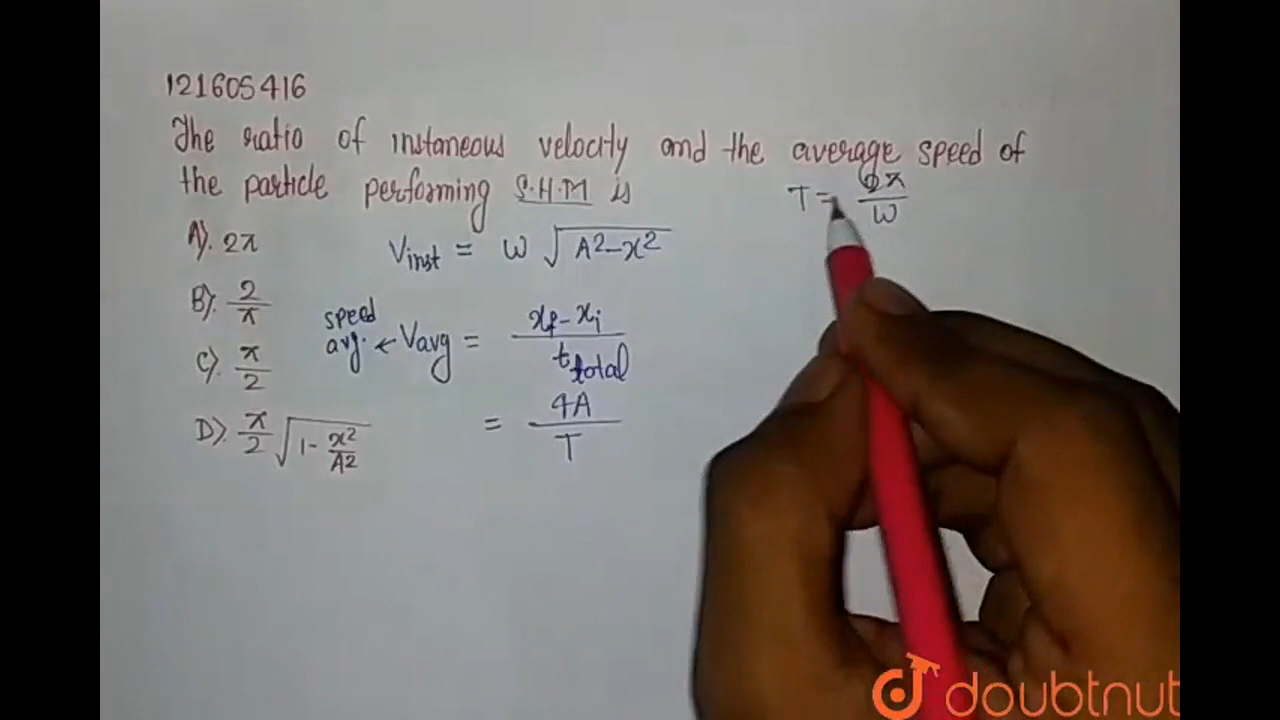 121605416
The ratio of instaneous velocity and the average speed of
the particle performing S.H.M is
T = 2π/ω
A). 2π
Vinst = ω √A²-x²
B). 2/π
speed avg. ← Vavg = xf - xi / t total
C). π/2
= 4A/T
D). π/2 √1 - x²/A²
doubtnut